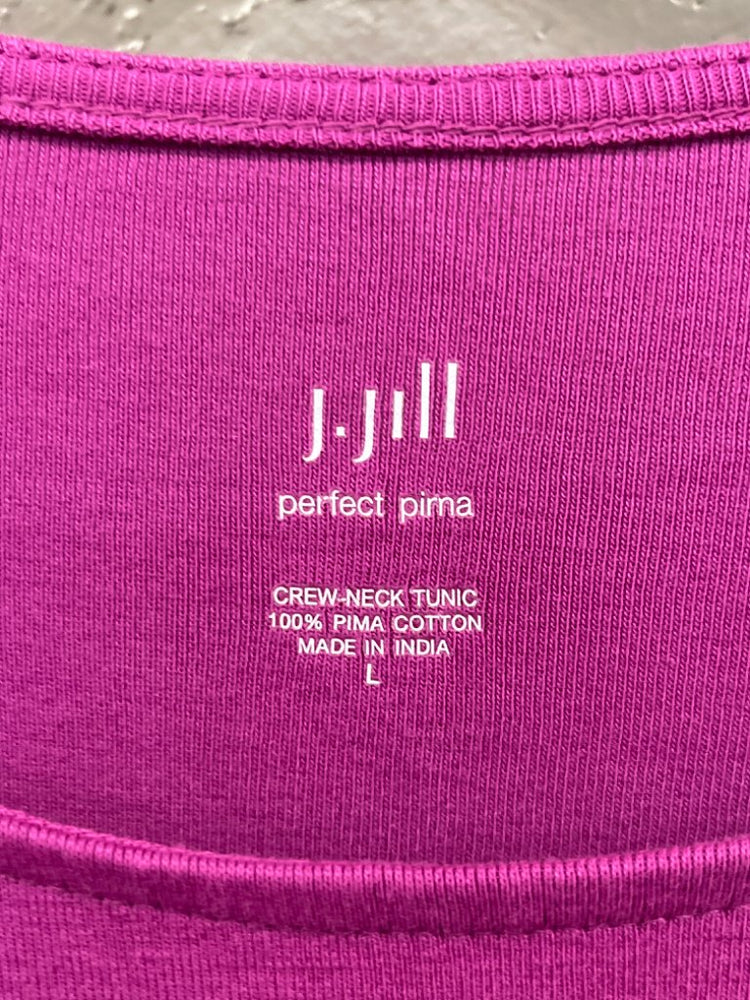 J.Jill
perfect pima
CREW-NECK TUNIC
100% PIMA COTTON
MADE IN INDIA
L